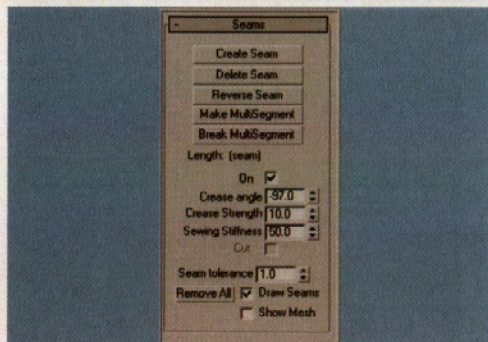 - Seams
Create Seam
Delete Seam
Reverse Seam
Make MultiSegment
Break MultiSegment
Length: (seam)
On
Crease angle -97.0
Crease Strength 10.0
Sewing Stiffness 50.0
Cut
Seam tolerance 1.0
Remove All Draw Seams
Show Mesh